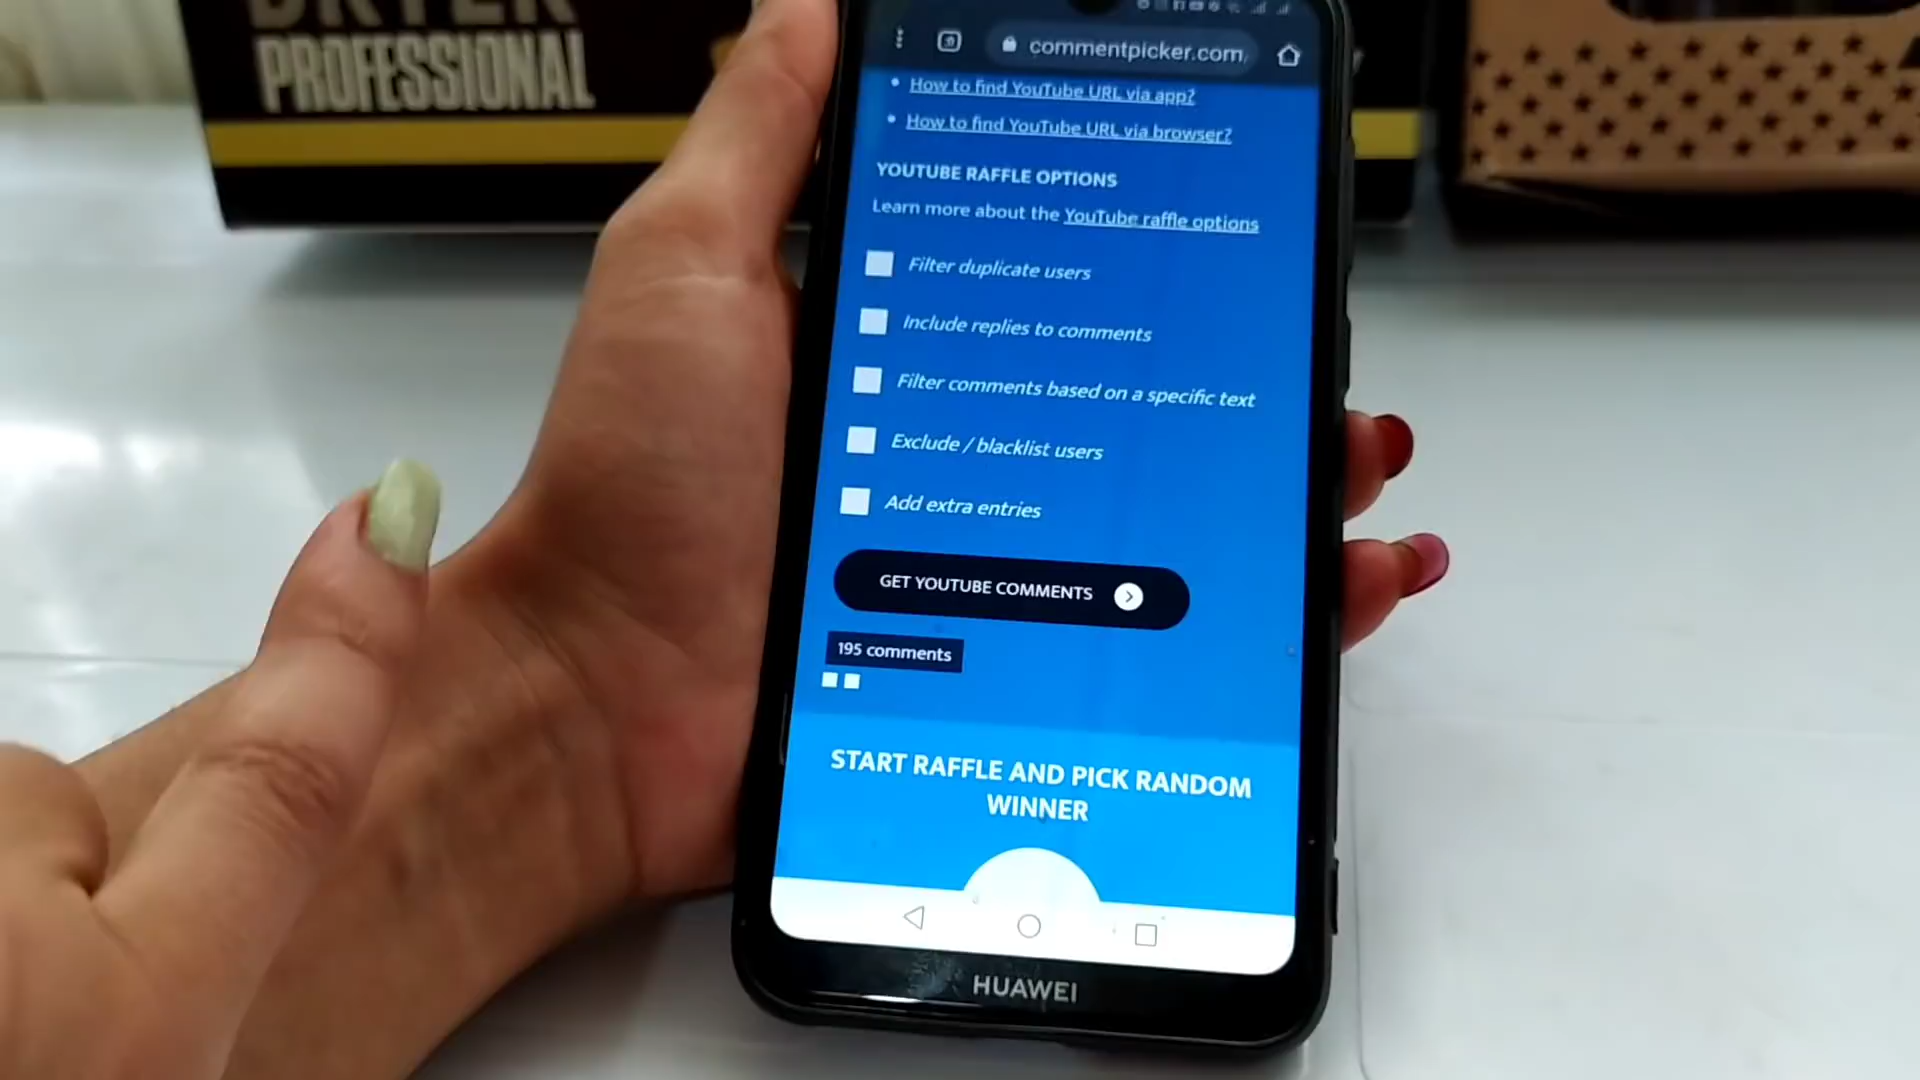 DRYER
PROFESSIONAL
commentpicker.com
How to find YouTube URL via app?
How to find YouTube URL via browser?
YOUTUBE RAFFLE OPTIONS
Learn more about the YouTube raffle options
Filter duplicate users
Include replies to comments
Filter comments based on a specific text
Exclude / blacklist users
Add extra entries
GET YOUTUBE COMMENTS
195 comments
START RAFFLE AND PICK RANDOM
WINNER
HUAWEI